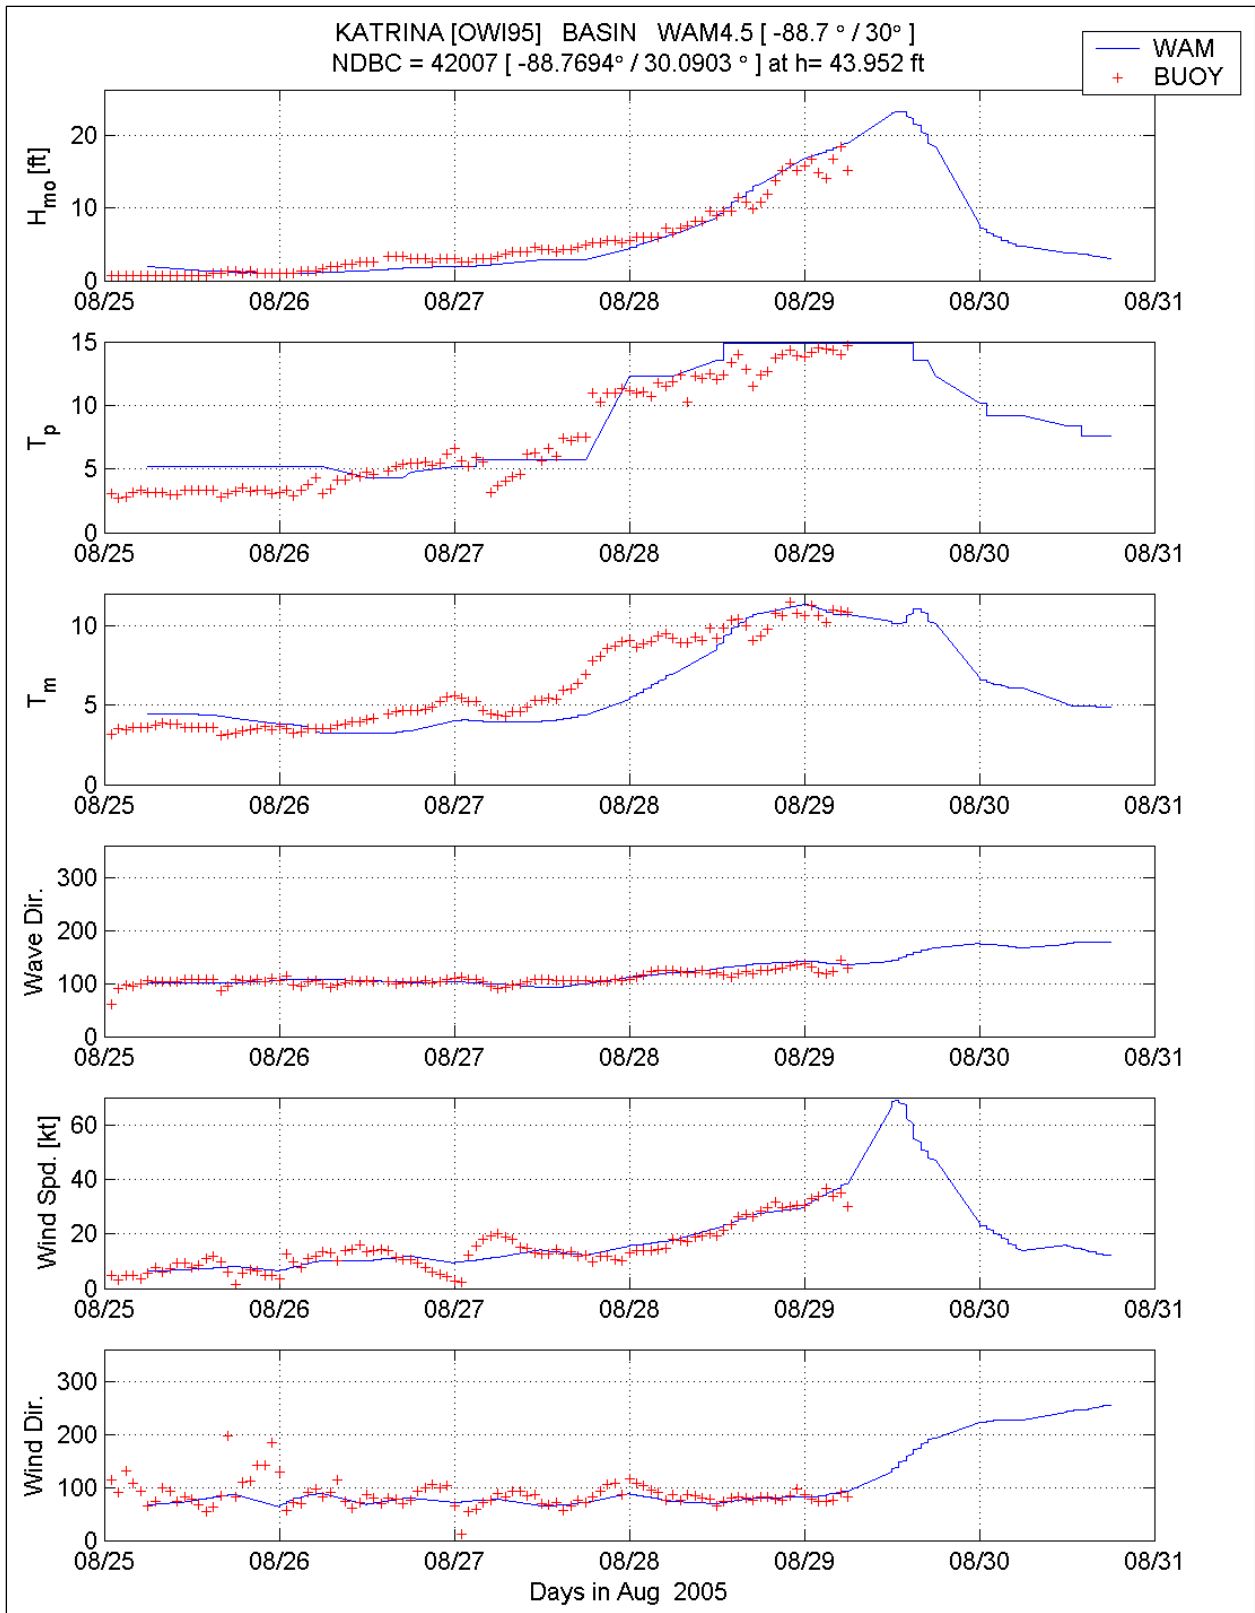 KATRINA [OWI95] BASIN WAM4.5 [ -88.7 ° / 30° ]
NDBC = 42007 [ -88.7694° / 30.0903 ° ] at h= 43.952 ft
WAM
BUOY
H_mo [ft]
20
10
0
08/25 08/26 08/27 08/28 08/29 08/30 08/31
T_p
15
10
5
0
08/25 08/26 08/27 08/28 08/29 08/30 08/31
T_m
10
5
0
08/25 08/26 08/27 08/28 08/29 08/30 08/31
Wave Dir.
300
200
100
0
08/25 08/26 08/27 08/28 08/29 08/30 08/31
Wind Spd. [kt]
60
40
20
0
08/25 08/26 08/27 08/28 08/29 08/30 08/31
Wind Dir.
300
200
100
0
08/25 08/26 08/27 08/28 08/29 08/30 08/31
Days in Aug 2005